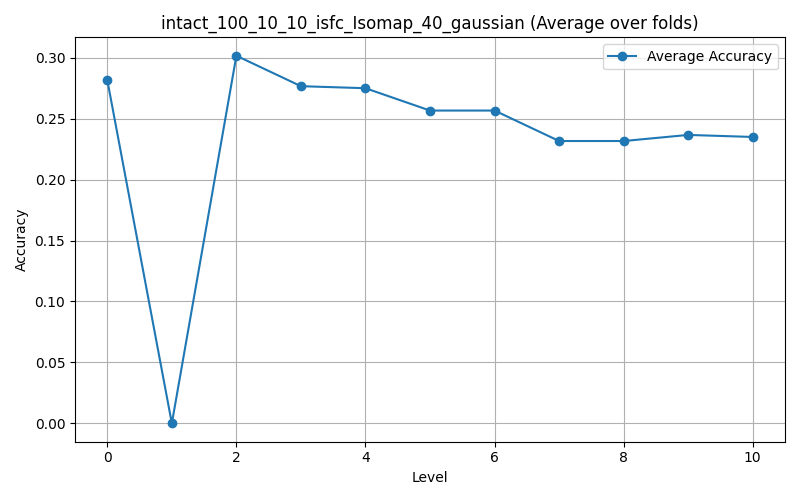 intact_100_10_10_isfc_Isomap_40_gaussian (Average over folds)
Average Accuracy
0.30
0.25
0.20
0.15
0.10
0.05
0.00
Accuracy
0 2 4 6 8 10
Level